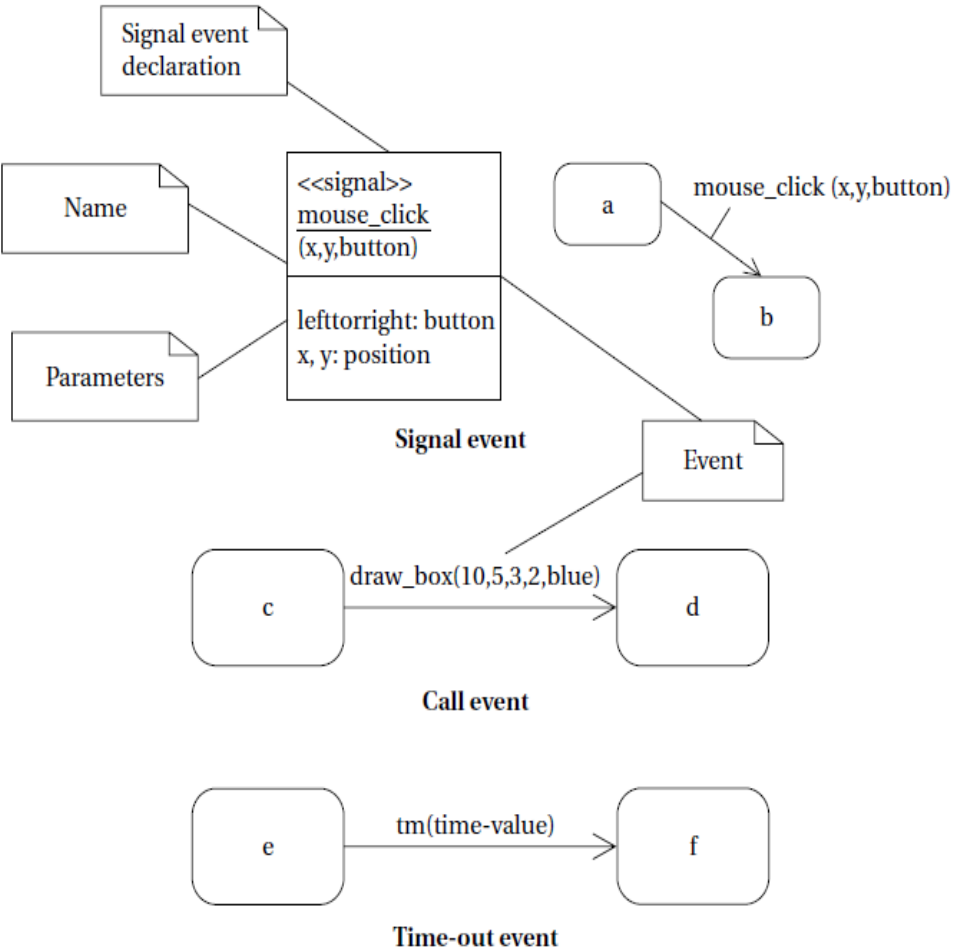 Signal event
declaration
Name
Parameters
<<signal>>
mouse_click
(x,y,button)
lefttorright: button
x, y: position
a
mouse_click (x,y,button)
b
Signal event
Event
c
draw_box(10,5,3,2,blue)
d
Call event
e
tm(time-value)
f
Time-out event